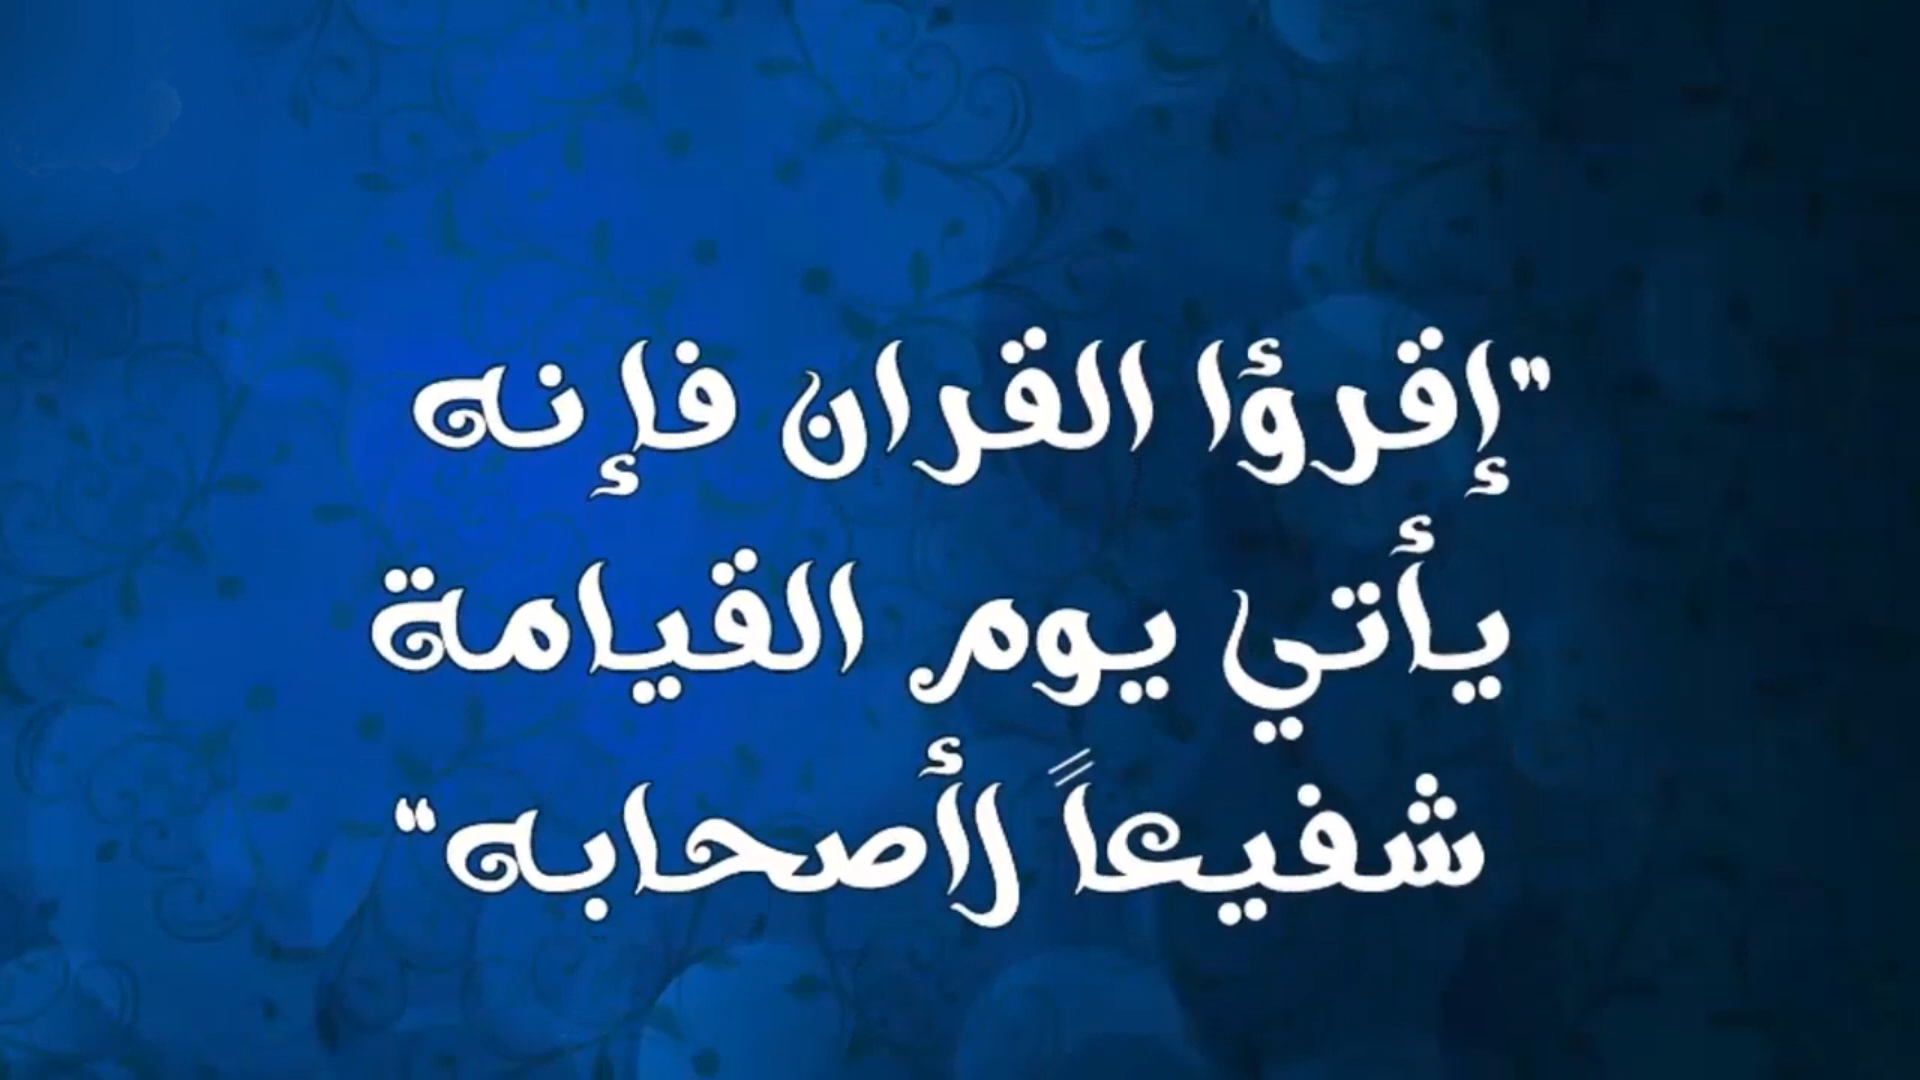 "إقرؤا القران فإنه
يأتي يوم القيامة
شفيعاً لأصحابه"